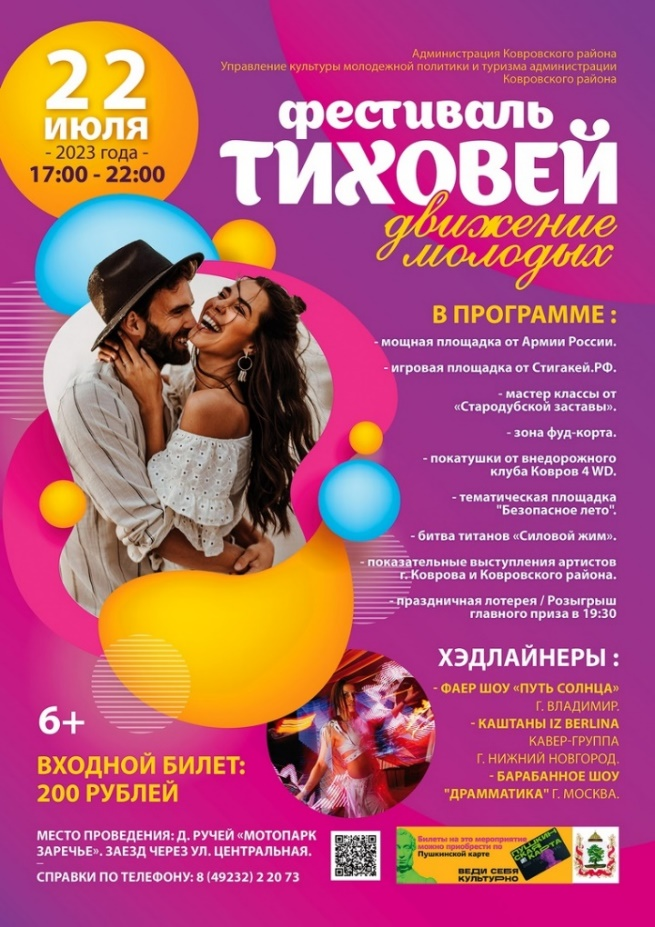 22
ИЮЛЯ
- 2023 года -
17:00 - 22:00
Администрация Ковровского района
Управление культуры молодежной политики и туризма администрации
Ковровского района
фестиваль
ТИХОВЕЙ
движение
молодых
В ПРОГРАММЕ :
- мощная площадка от Армии России.
- игровая площадка от Стигакей.РФ.
- мастер классы от
«Стародубской заставы».
- зона фуд-корта.
- покатушки от внедорожного
клуба Ковров 4 WD.
- тематическая площадка
"Безопасное лето".
- битва титанов «Силовой жим».
- показательные выступления артистов
г. Коврова и Ковровского района.
- праздничная лотерея / Розыгрыш
главного приза в 19:30
ХЭДЛАЙНЕРЫ :
- ФАЕР ШОУ «ПУТЬ СОЛНЦА»
Г. ВЛАДИМИР.
- КАШТАНЫ IZ BERLINA
КАВЕР-ГРУППА
Г. НИЖНИЙ НОВГОРОД.
- БАРАБАННОЕ ШОУ
"ДРАММАТИКА" Г. МОСКВА.
6+
ВХОДНОЙ БИЛЕТ:
200 РУБЛЕЙ
МЕСТО ПРОВЕДЕНИЯ: Д. РУЧЕЙ «МОТОПАРК
ЗАРЕЧЬЕ». ЗАЕЗД ЧЕРЕЗ УЛ. ЦЕНТРАЛЬНАЯ.
СПРАВКИ ПО ТЕЛЕФОНУ: 8 (49232) 2 20 73
Билеты на это мероприятие
можно приобрести по
Пушкинской карте
ВЕДИ СЕБЯ
КУЛЬТУРНО
ПУШКИН
СКАЯ
КАРТА